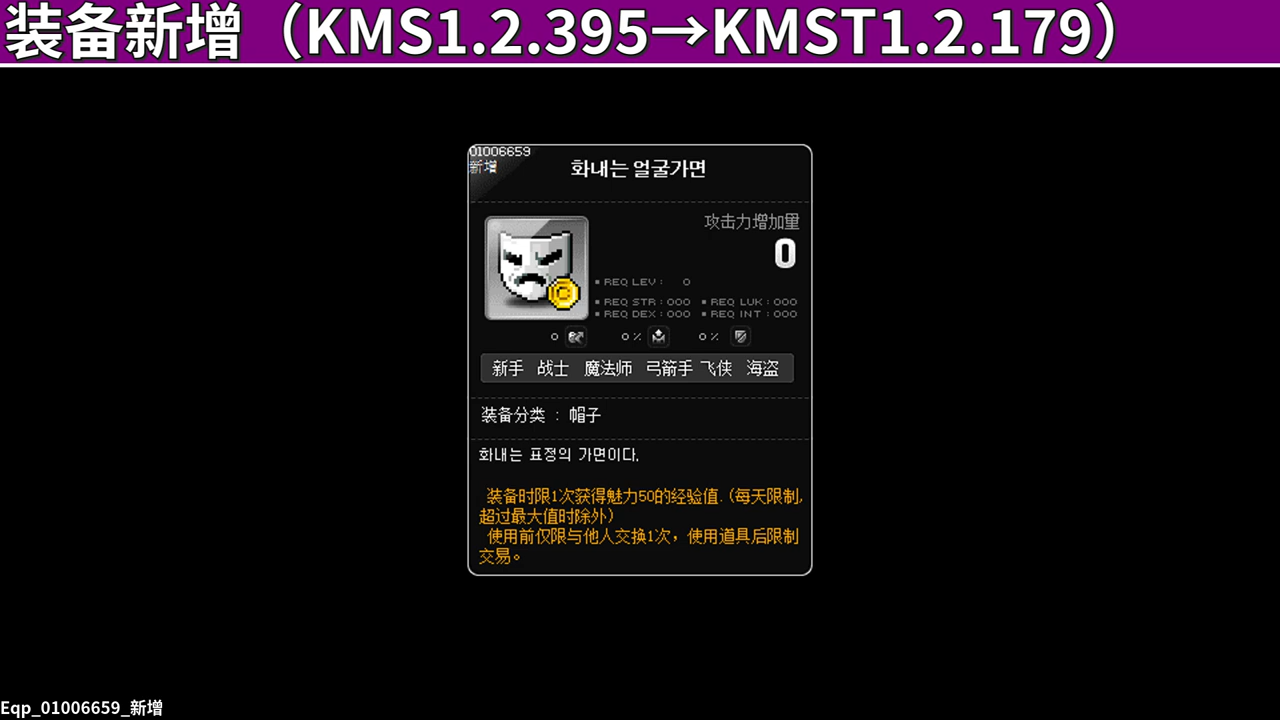 装备新增（KMS1.2.395→KMST1.2.179）
01006659
新增
화내는 얼굴가면
攻击力增加量
0
REQ LEV : 0
REQ STR : 000 REQ LUK : 000
REQ DEX : 000 REQ INT : 000
0 0 % 0 %
新手 战士 魔法师 弓箭手 飞侠 海盗
装备分类 : 帽子
화내는 표정의 가면이다.
装备时限1次获得魅力50的经验值. (每天限制,
超过最大值时除外)
使用前仅限与他人交换1次，使用道具后限制
交易。
Eqp_01006659_新增